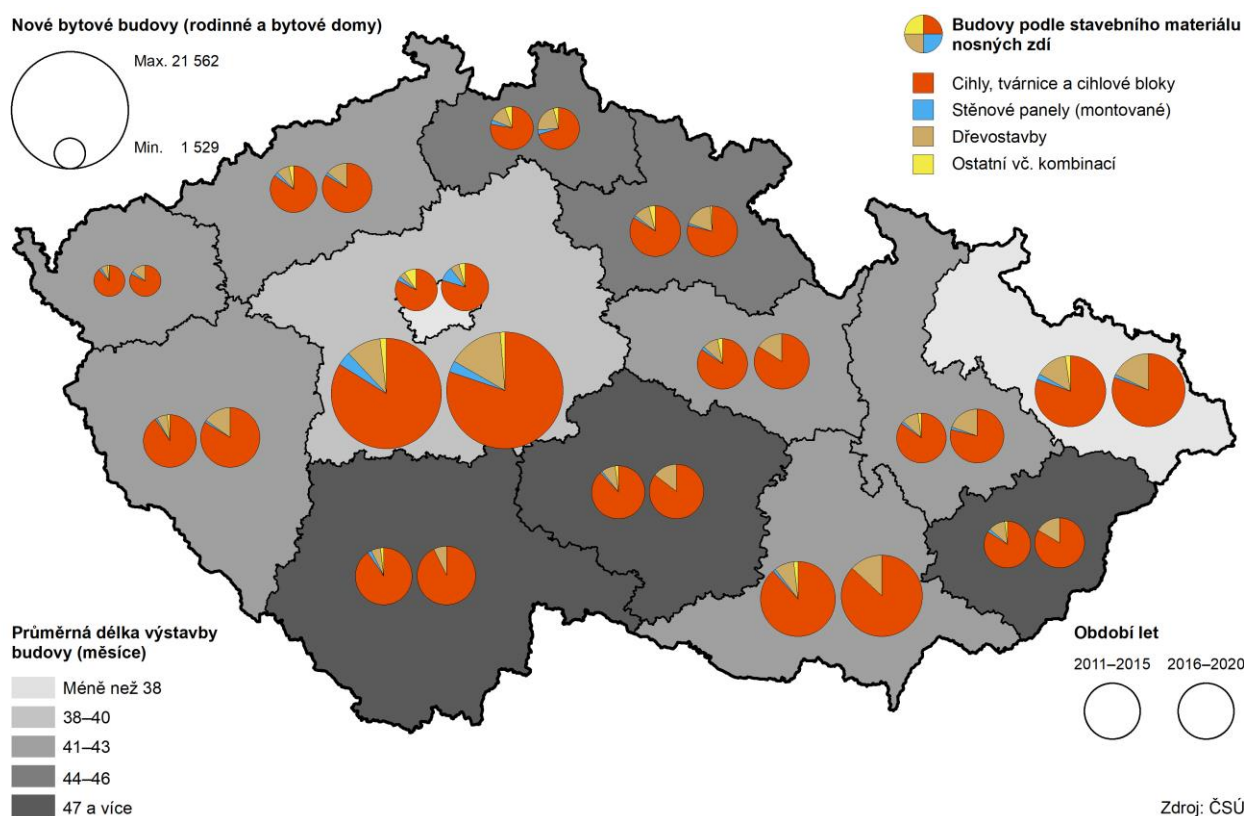 Nové bytové budovy (rodinné a bytové domy)
Max. 21 562
Min. 1 529
Budovy podle stavebního materiálu
nosných zdí
Cihly, tvárnice a cihlové bloky
Stěnové panely (montované)
Dřevostavby
Ostatní vč. kombinací
Průměrná délka výstavby
budovy (měsíce)
Méně než 38
38–40
41–43
44–46
47 a více
Období let
2011–2015 2016–2020
Zdroj: ČSÚ